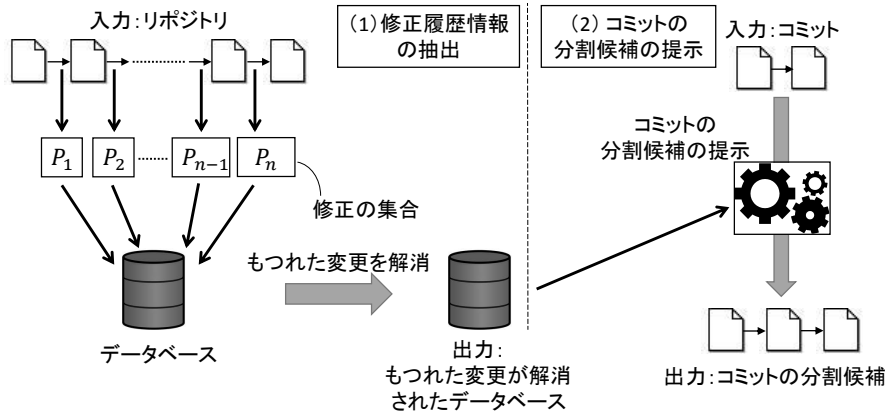 入力：リポジトリ
(1)修正履歴情報
の抽出
P1
P2
Pn−1
Pn
修正の集合
データベース
もつれた変更を解消
出力：
もつれた変更が解消
されたデータベース
(2) コミットの
分割候補の提示
入力：コミット
コミットの
分割候補の提示
出力：コミットの分割候補